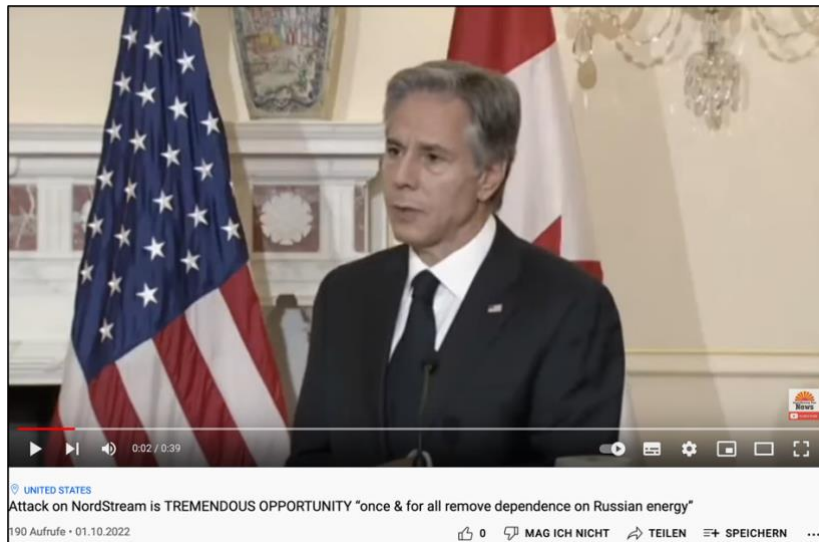 News
0:02 / 0:39
UNITED STATES
Attack on NordStream is TREMENDOUS OPPORTUNITY “once & for all remove dependence on Russian energy”
190 Aufrufe • 01.10.2022 0 MAG ICH NICHT TEILEN SPEICHERN ...